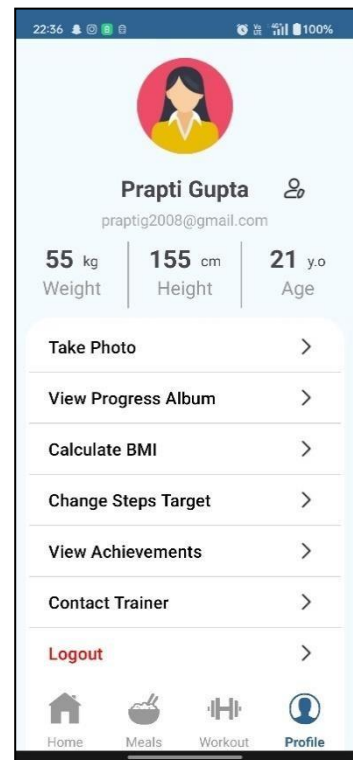 22:36 100%
Prapti Gupta
praptig2008@gmail.com
55 kg 155 cm 21 y.o
Weight Height Age
Take Photo
View Progress Album
Calculate BMI
Change Steps Target
View Achievements
Contact Trainer
Logout
Home Meals Workout Profile